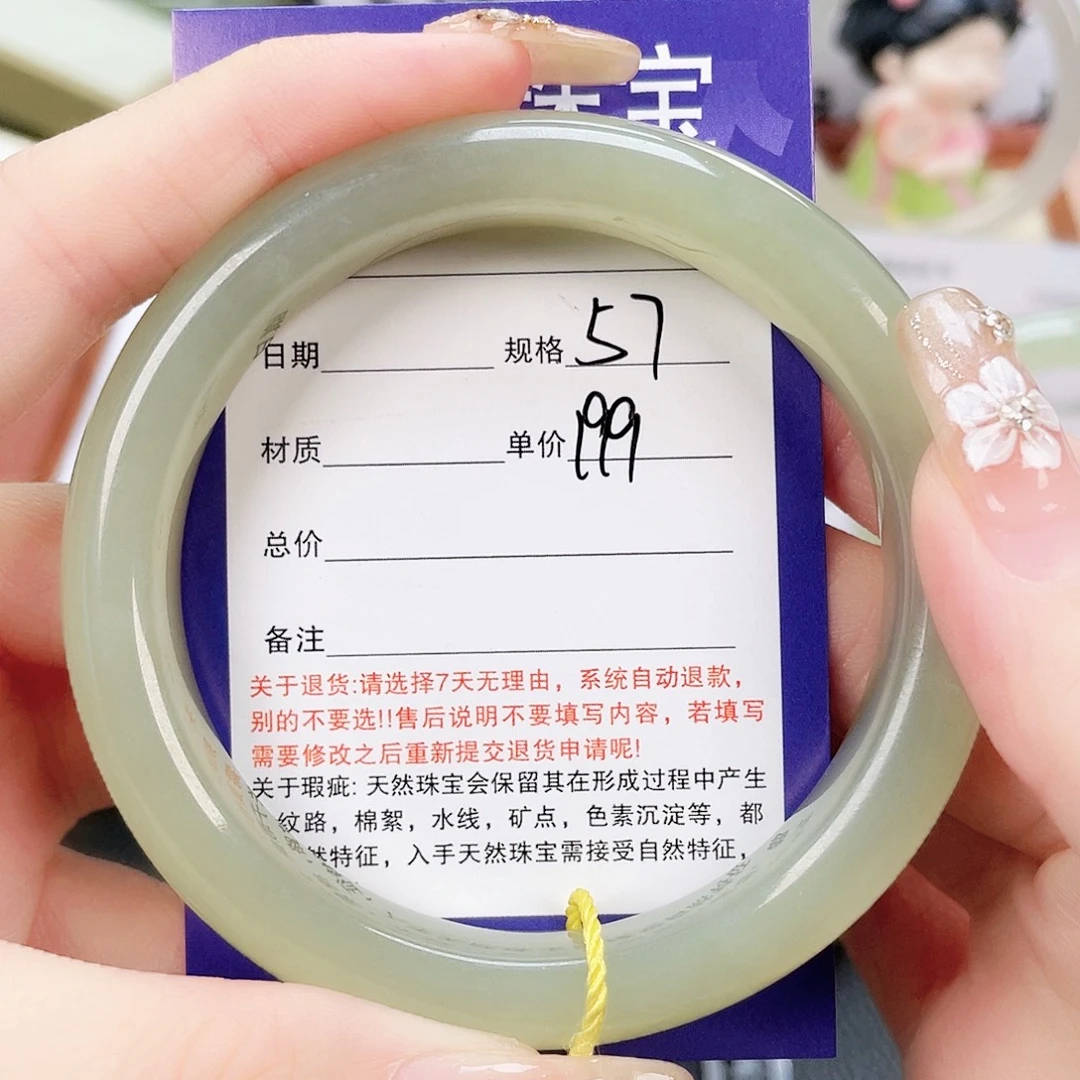 珠宝
日期 规格 57
材质 单价 199
总价
备注
关于退货:请选择7天无理由，系统自动退款，
别的不要选!!售后说明不要填写内容，若填写
需要修改之后重新提交退货申请呢!
关于瑕疵: 天然珠宝会保留其在形成过程中产生
纹路，棉絮，水线，矿点，色素沉淀等，都
然特征，入手天然珠宝需接受自然特征，